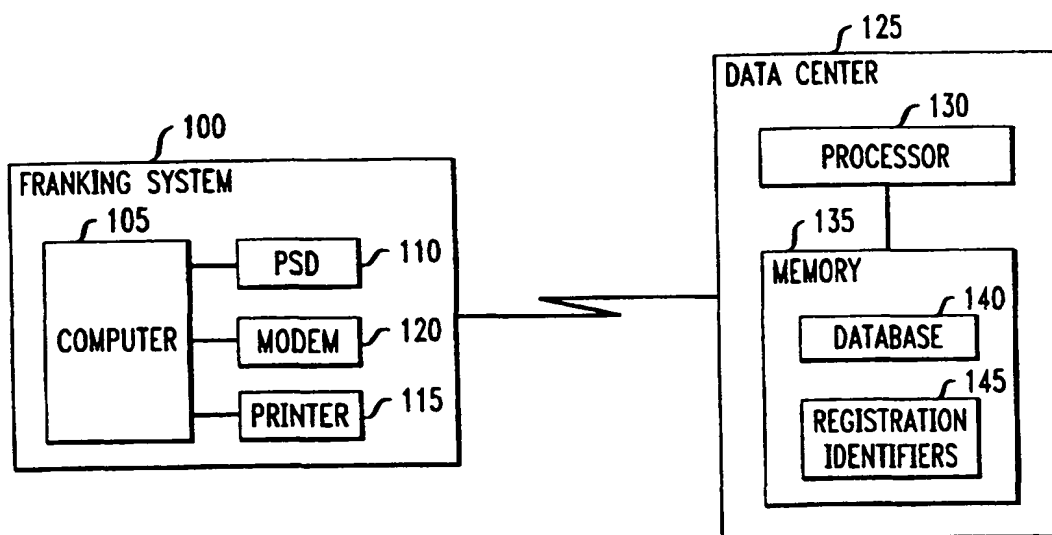 125
DATA CENTER
130
PROCESSOR
135
MEMORY
140
DATABASE
145
REGISTRATION
IDENTIFIERS
100
FRANKING SYSTEM
105
COMPUTER
PSD
110
MODEM
120
PRINTER
115